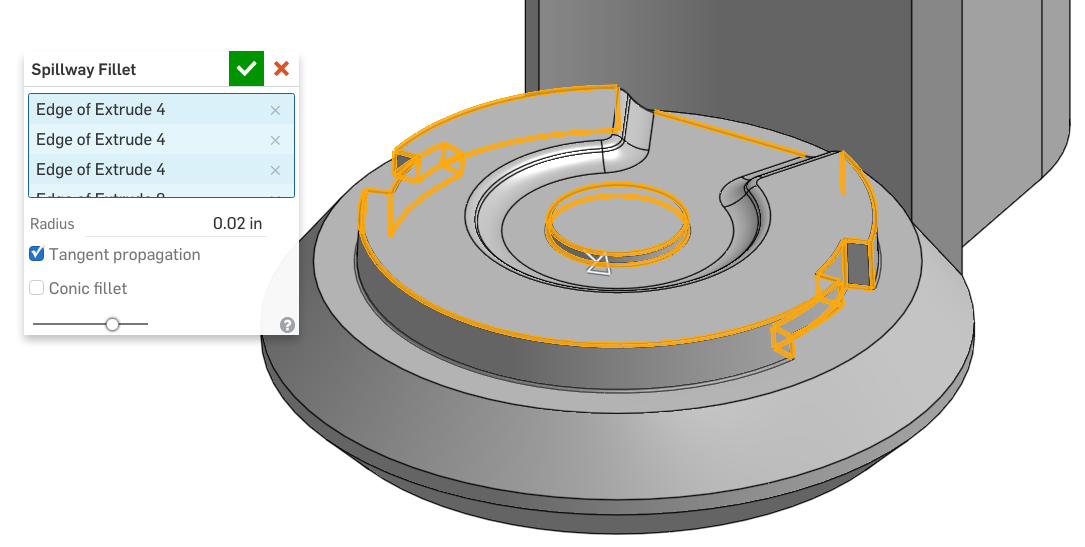 Spillway Fillet
Edge of Extrude 4
Edge of Extrude 4
Edge of Extrude 4
Radius 0.02 in
Tangent propagation
Conic fillet